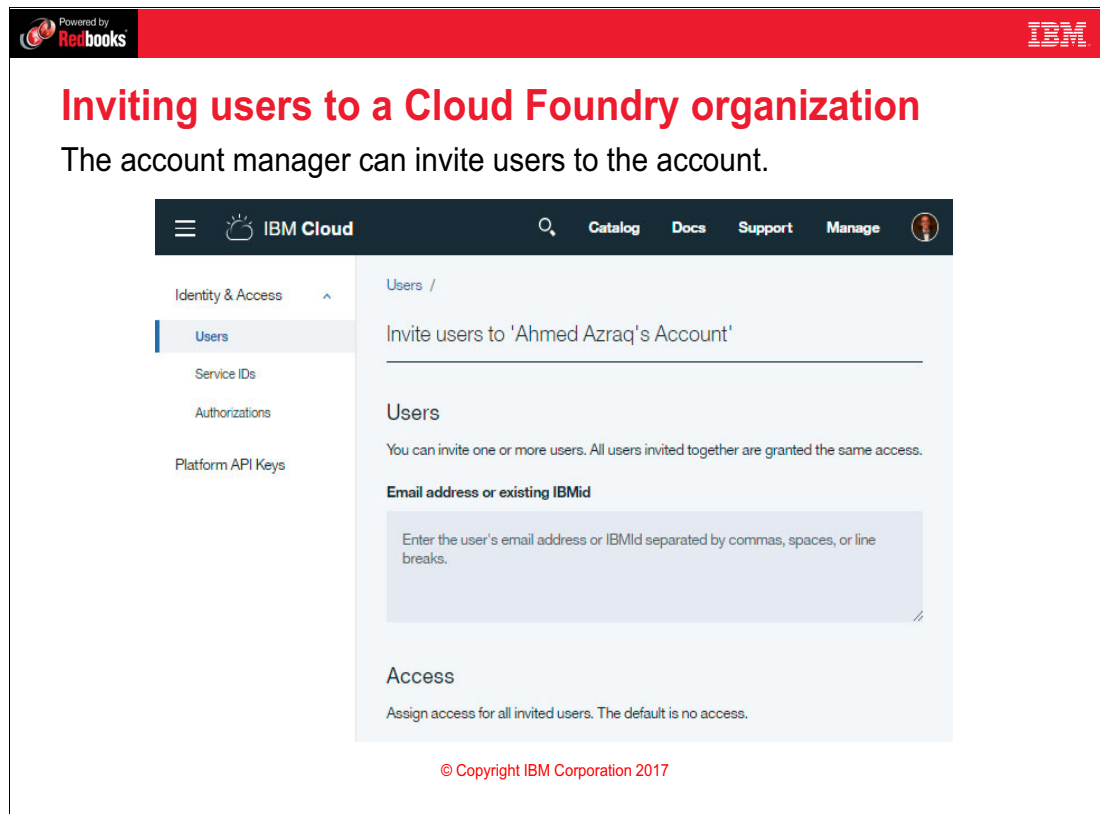 Powered by
Redbooks
IBM
Inviting users to a Cloud Foundry organization
The account manager can invite users to the account.
IBM Cloud
Catalog
Docs
Support
Manage
Identity & Access
Users
Service IDs
Authorizations
Platform API Keys
Users /
Invite users to 'Ahmed Azraq's Account'
Users
You can invite one or more users. All users invited together are granted the same access.
Email address or existing IBMid
Enter the user's email address or IBMId separated by commas, spaces, or line
breaks.
Access
Assign access for all invited users. The default is no access.
© Copyright IBM Corporation 2017